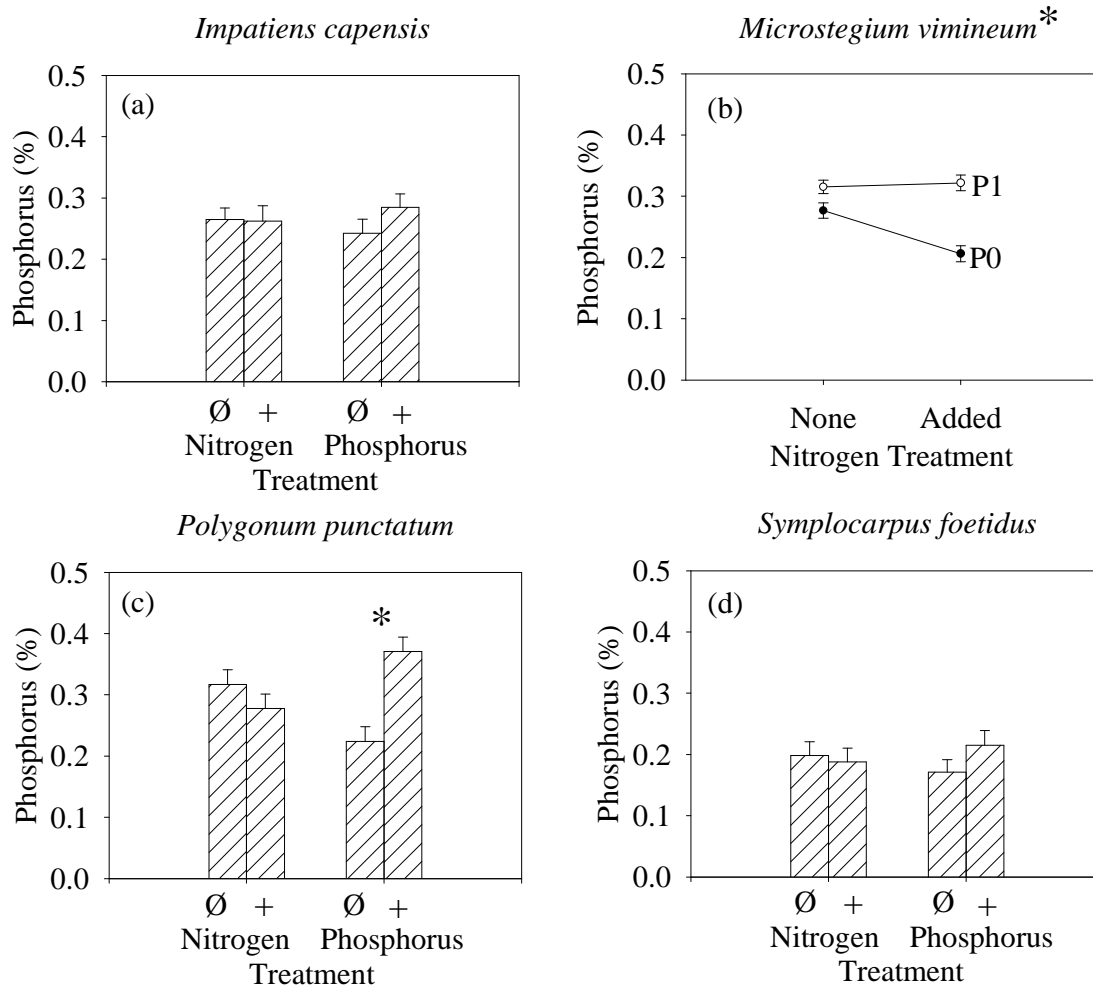 Impatiens capensis
(a)
Phosphorus (%)
0.5
0.4
0.3
0.2
0.1
0.0
Ø + Ø +
Nitrogen Phosphorus
Treatment
Microstegium vimineum*
(b)
Phosphorus (%)
0.5
0.4
0.3
0.2
0.1
0.0
P1
P0
None Added
Nitrogen Treatment
Polygonum punctatum
(c)
Phosphorus (%)
0.5
0.4
0.3
0.2
0.1
0.0
*
Ø + Ø +
Nitrogen Phosphorus
Treatment
Symplocarpus foetidus
(d)
Phosphorus (%)
0.5
0.4
0.3
0.2
0.1
0.0
Ø + Ø +
Nitrogen Phosphorus
Treatment